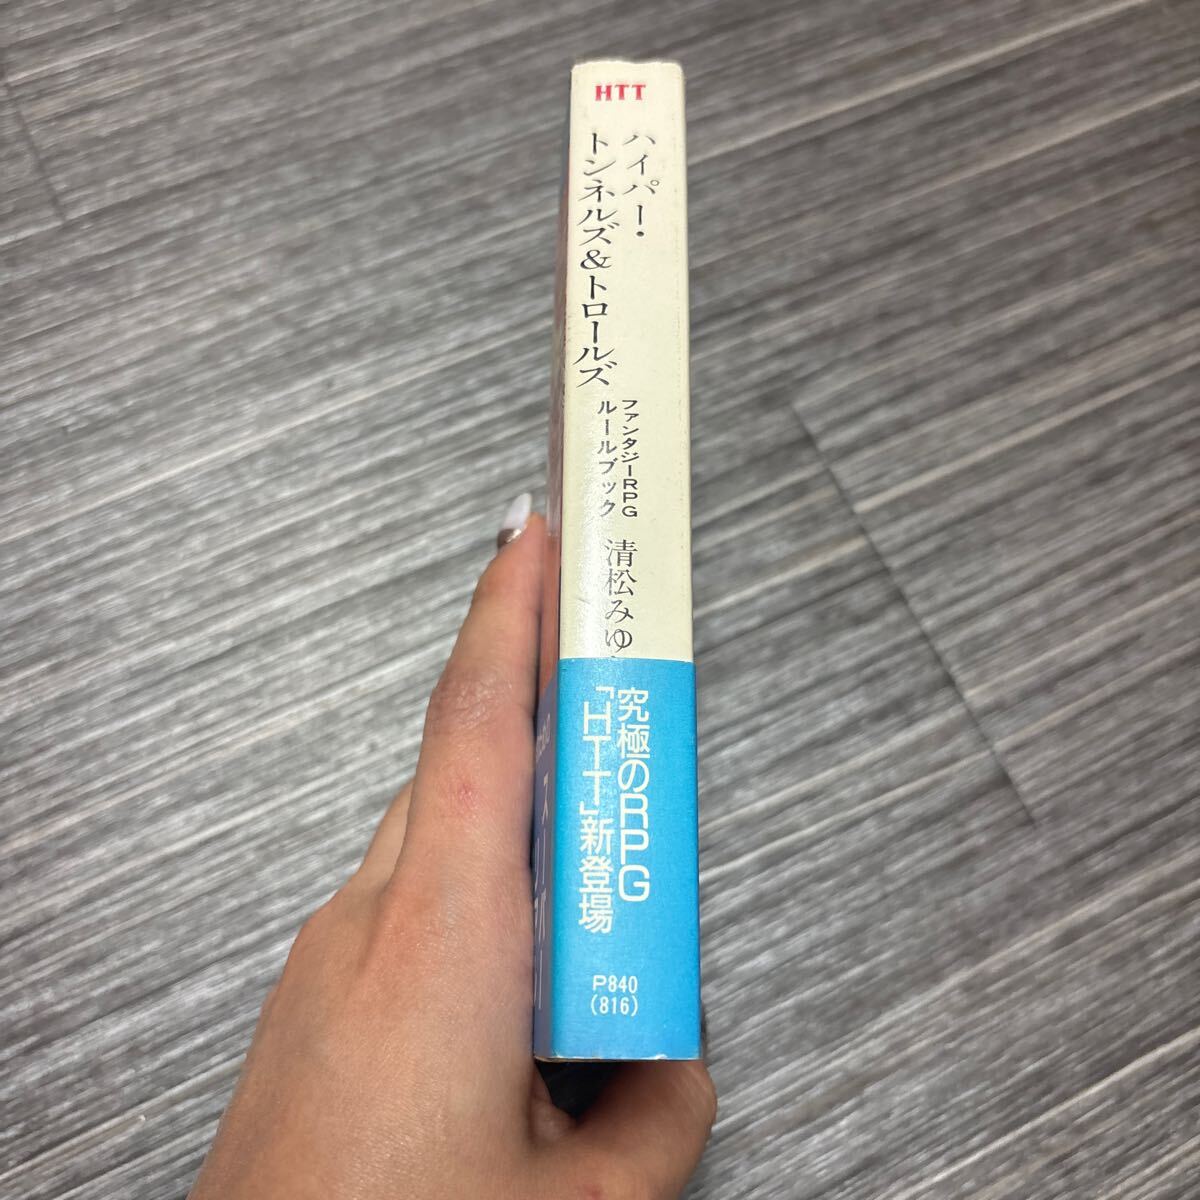 HTT
ハイパー・
トンネルズ&トロールズ
ファンタジーRPG
ルールブック
清松みゆ
究極のRPG
「HTT」新登場
P840
(816)